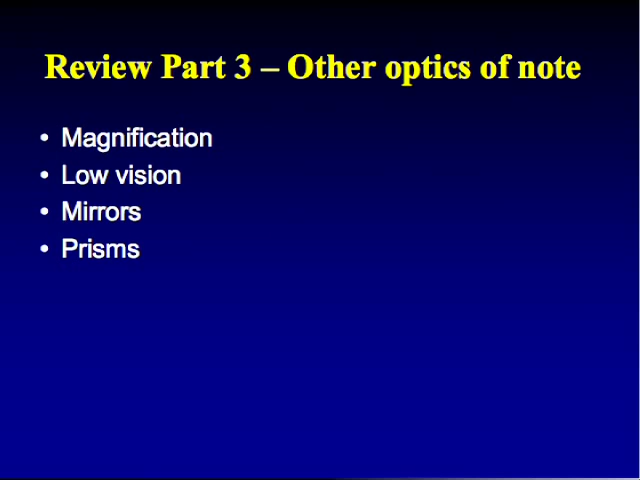 Review Part 3 – Other optics of note
• Magnification
• Low vision
• Mirrors
• Prisms